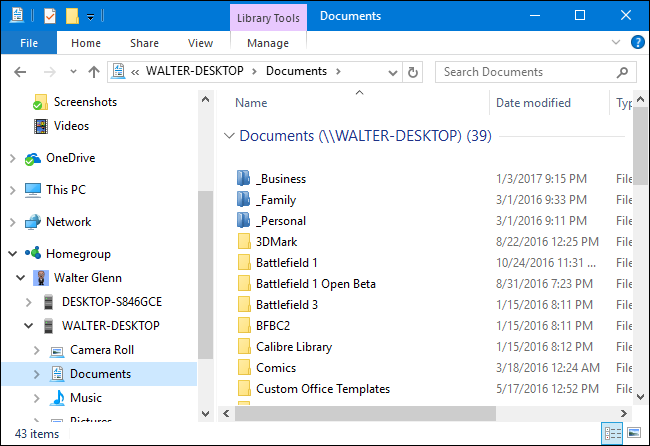 Library Tools
Documents
File
Home
Share
View
Manage
« WALTER-DESKTOP > Documents >
Search Documents
Screenshots
Videos
OneDrive
This PC
Network
Homegroup
Walter Glenn
DESKTOP-S846GCE
WALTER-DESKTOP
Camera Roll
Documents
Music
Pictures
Name Date modified Typ
Documents (\\WALTER-DESKTOP) (39)
_Business 1/3/2017 9:15 PM File
_Family 3/1/2016 9:33 PM File
_Personal 3/1/2016 9:11 PM File
3DMark 8/22/2016 12:25 PM File
Battlefield 1 10/24/2016 11:31 ... File
Battlefield 1 Open Beta 8/31/2016 7:23 PM File
Battlefield 3 1/15/2016 8:11 PM File
BFBC2 1/15/2016 8:11 PM File
Calibre Library 1/15/2016 8:12 PM File
Comics 3/18/2016 12:24 AM File
Custom Office Templates 5/17/2016 12:52 PM File
43 items